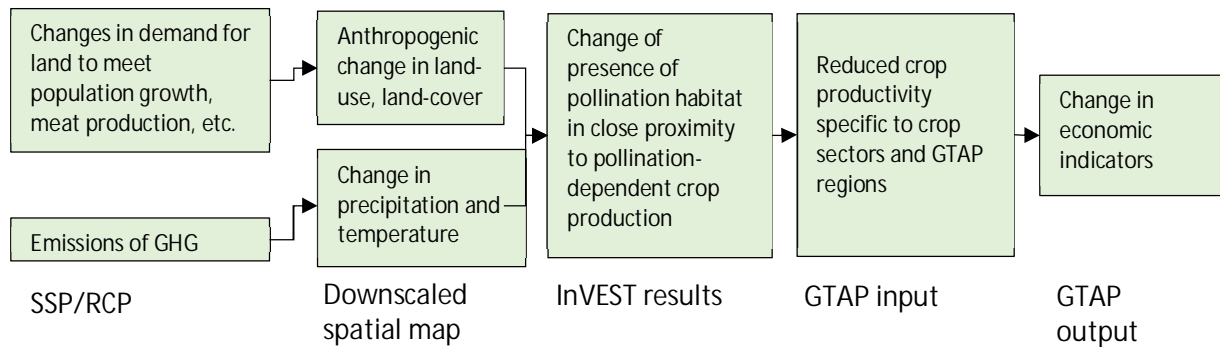 Changes in demand for
land to meet
population growth,
meat production, etc.
Emissions of GHG
SSP/RCP
Anthropogenic
change in land-
use, land-cover
Change in
precipitation and
temperature
Downscaled
spatial map
Change of
presence of
pollination habitat
in close proximity
to pollination-
dependent crop
production
InVEST results
Reduced crop
productivity
specific to crop
sectors and GTAP
regions
GTAP input
Change in
economic
indicators
GTAP
output